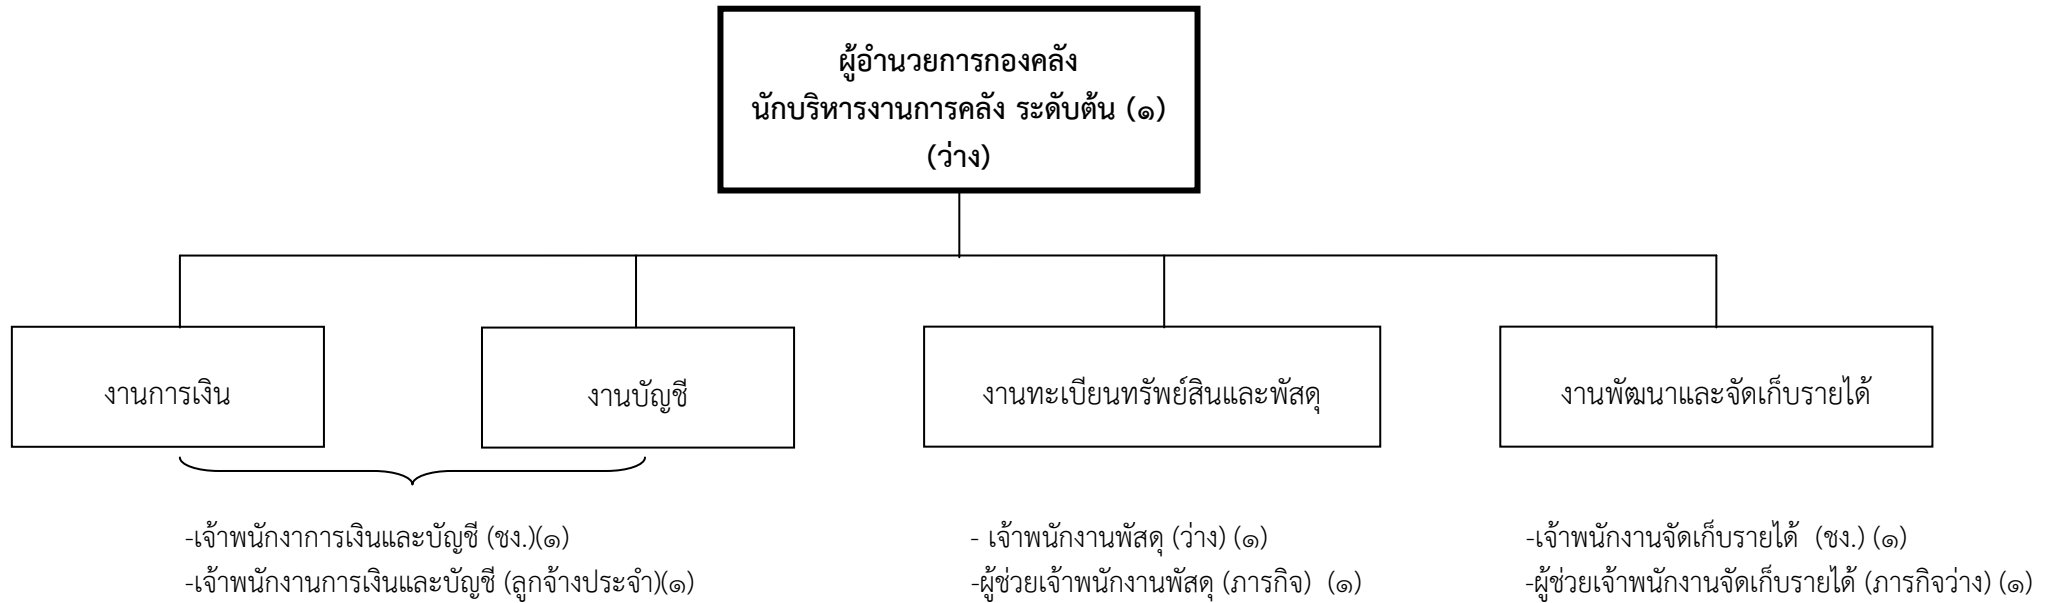 ผู้อำนวยการกองคลัง
นักบริหารงานการคลัง ระดับต้น (๑)
(ว่าง)
งานการเงิน
งานบัญชี
งานทะเบียนทรัพย์สินและพัสดุ
งานพัฒนาและจัดเก็บรายได้
-เจ้าพนักงาการเงินและบัญชี (ชง.)(๑)
-เจ้าพนักงานการเงินและบัญชี (ลูกจ้างประจำ)(๑)
- เจ้าพนักงานพัสดุ (ว่าง) (๑)
-ผู้ช่วยเจ้าพนักงานพัสดุ (ภารกิจ) (๑)
-เจ้าพนักงานจัดเก็บรายได้ (ชง.) (๑)
-ผู้ช่วยเจ้าพนักงานจัดเก็บรายได้ (ภารกิจว่าง) (๑)